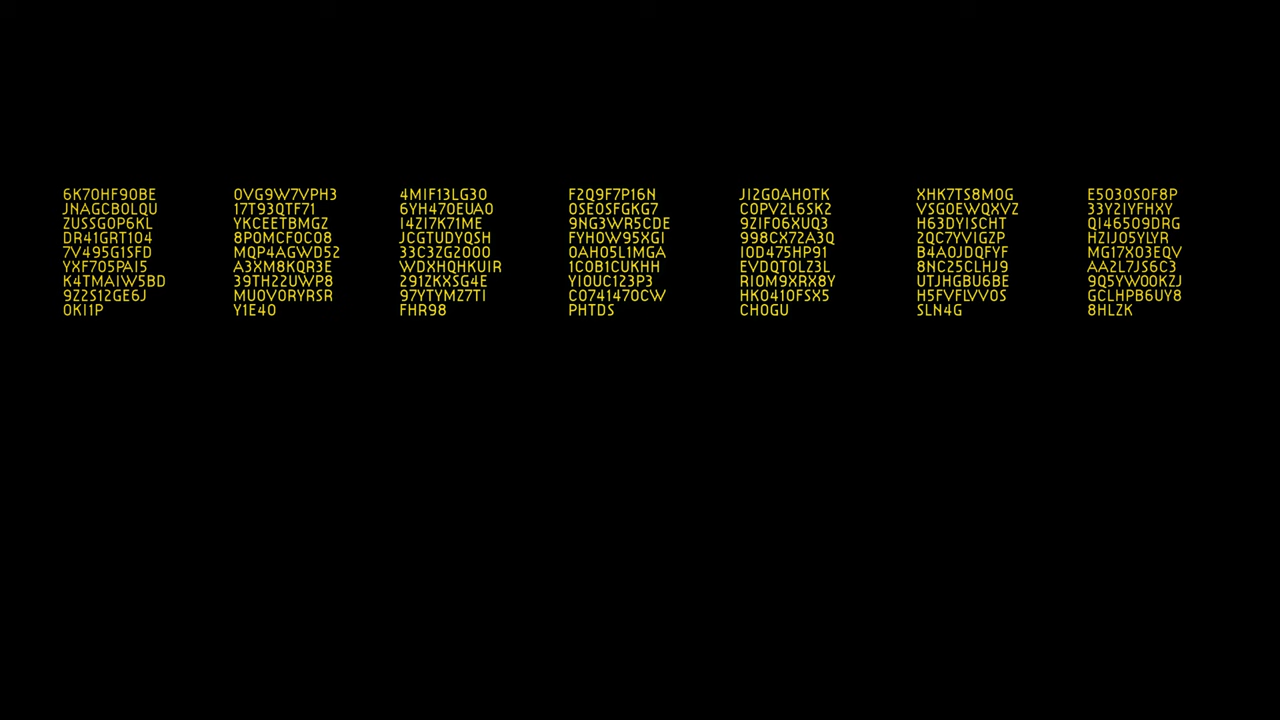 6K70HF90BE
JNAGCB0LQU
ZUSSG0P6KL
DR41GRT104
7V495G1SFD
YXF705PAI5
K4TMAIW5BD
9Z2S12GE6J
0KI1P
0VG9W7VPH3
17T93QTF71
YKCEETBMGZ
8P0MCF0C08
MQP4AGWD52
A3XM8KQR3E
39TH22UWP8
MU0V0RYRSR
Y1E40
4MIF13LG30
6YH470EUA0
I4ZI7K71ME
JCGTUDYQSH
33C3ZG2000
WDXHQHKUIR
291ZKXSG4E
97YTYMZ7TI
FHR98
F2Q9F7P16N
0SE0SFGKG7
9NG3WR5CDE
FYH0W95XGI
0AH05L1MGA
1C0B1CUKHH
YI0UC123P3
C0741470CW
PHTDS
JI2G0AH0TK
C0PV2L6SK2
9ZIF06XUQ3
998CX72A3Q
I0D475HP91
EVDQT0LZ3L
RI0M9XRX8Y
HK0410FSX5
CH0GU
XHK7TS8M0G
VSG0EWQXVZ
H63DYISCHT
2QC7YVIGZP
B4A0JDQFYF
8NC25CLHJ9
UTJHGBU6BE
H5FVFLVV0S
SLN4G
E5030S0F8P
33Y2IYFHXY
QI46509DRG
HZIJ05YLYR
MG17X03EQV
AA2L7JS6C3
9Q5YW00KZJ
GCLHPB6UY8
8HLZK